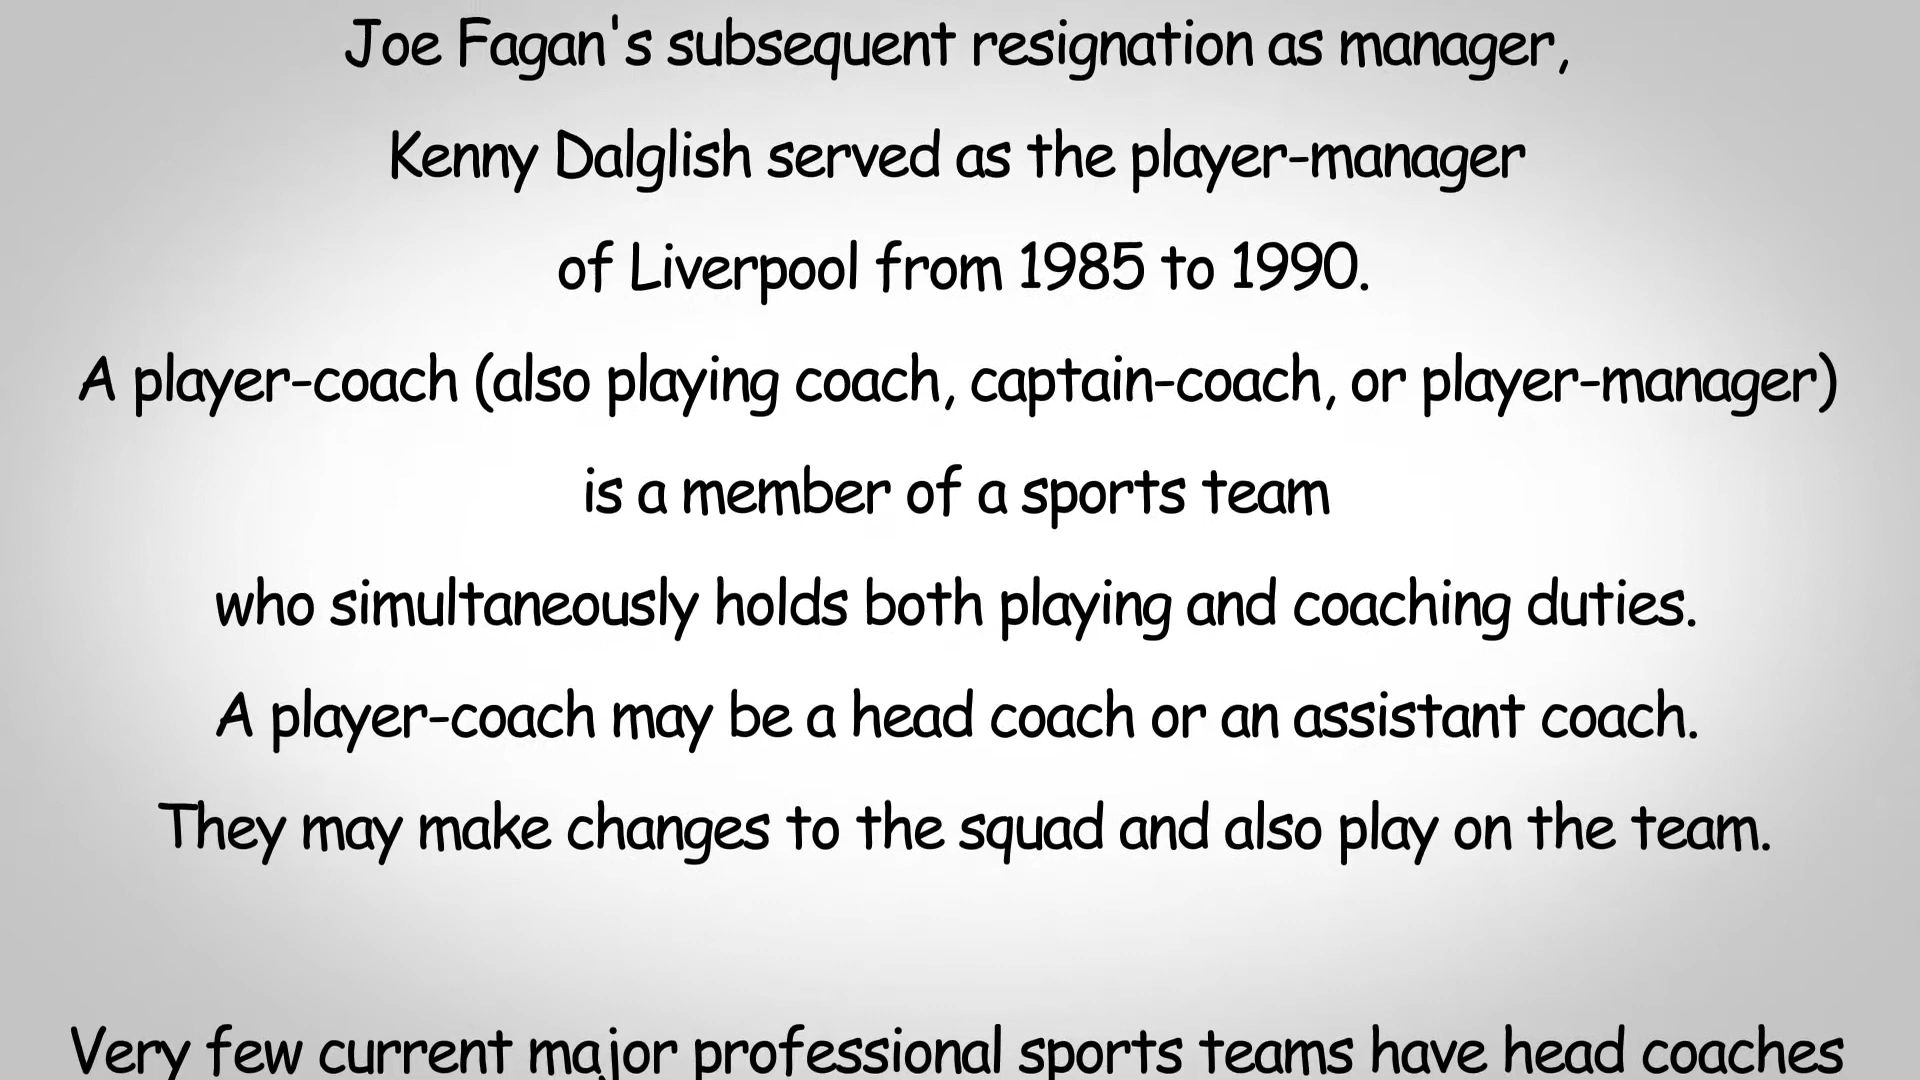 Joe Fagan's subsequent resignation as manager,
Kenny Dalglish served as the player-manager
of Liverpool from 1985 to 1990.
A player-coach (also playing coach, captain-coach, or player-manager)
is a member of a sports team
who simultaneously holds both playing and coaching duties.
A player-coach may be a head coach or an assistant coach.
They may make changes to the squad and also play on the team.
Very few current major professional sports teams have head coaches